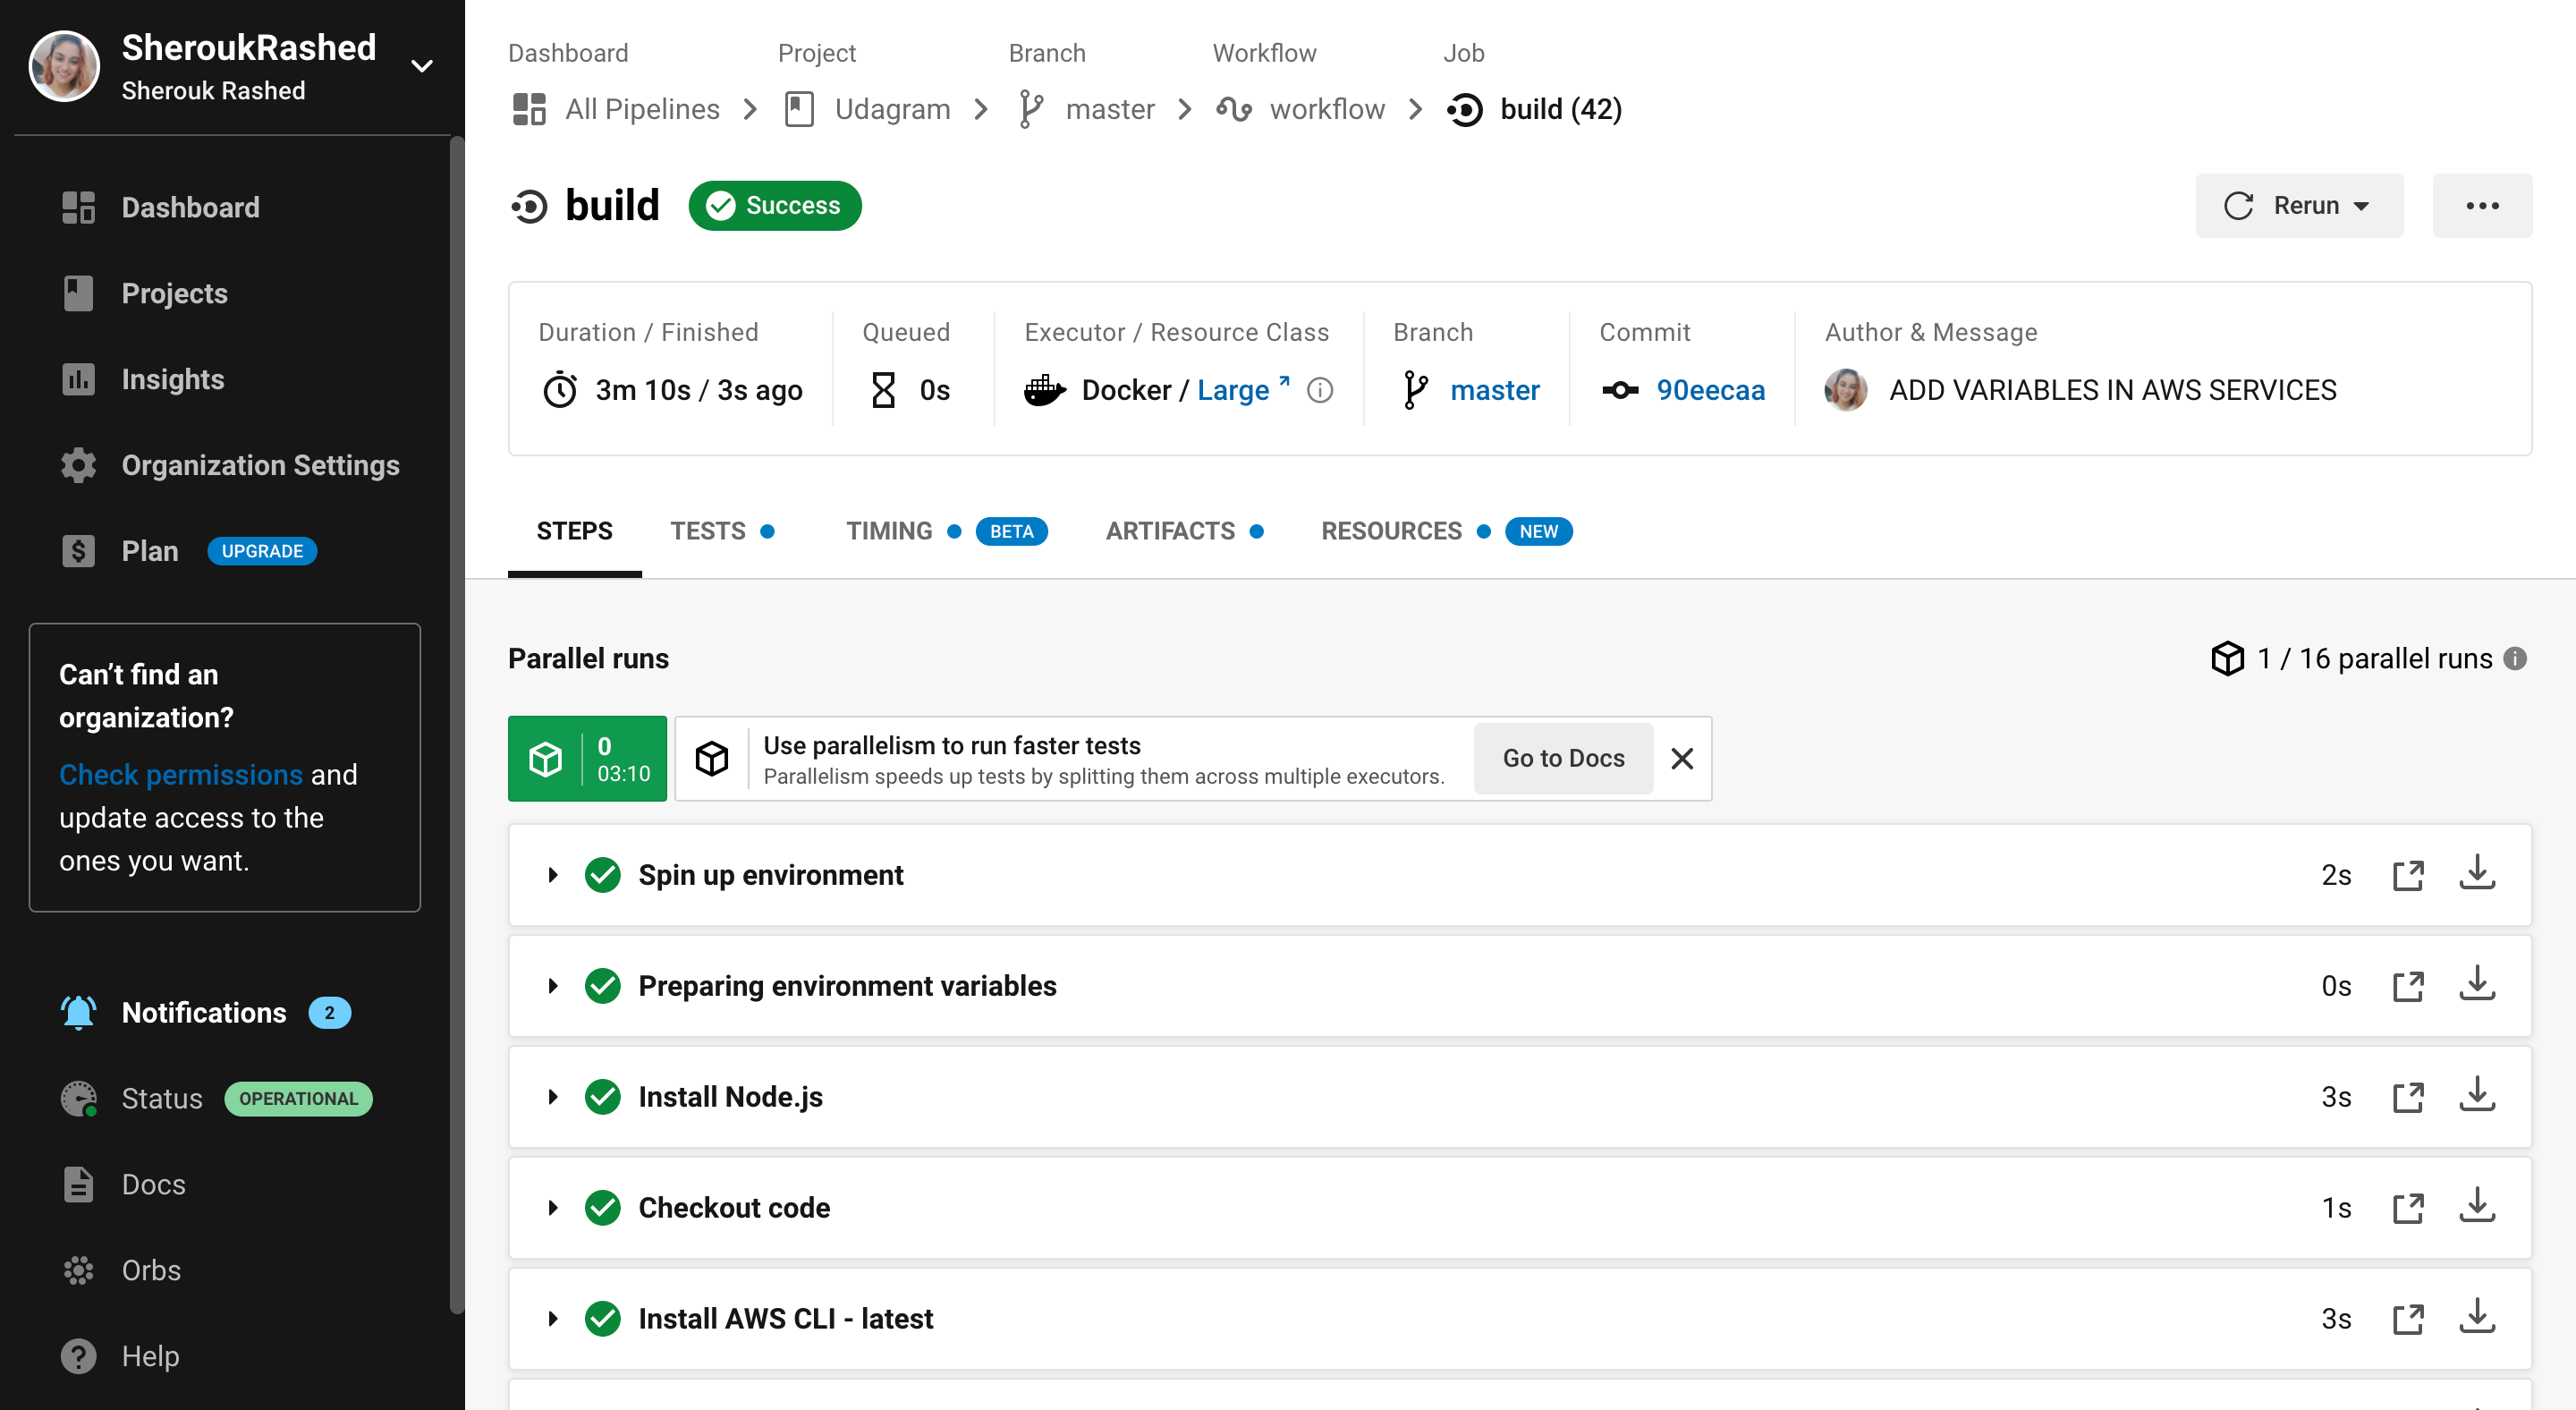 SheroukRashed
Sherouk Rashed
Dashboard
Projects
Insights
Organization Settings
Plan UPGRADE
Can’t find an
organization?
Check permissions and
update access to the
ones you want.
Notifications 2
Status OPERATIONAL
Docs
Orbs
Help
Dashboard Project Branch Workflow Job
All Pipelines Udagram master workflow build (42)
build Success Rerun
Duration / Finished Queued Executor / Resource Class Branch Commit Author & Message
3m 10s / 3s ago 0s Docker / Large master 90eecaa ADD VARIABLES IN AWS SERVICES
STEPS TESTS TIMING BETA ARTIFACTS RESOURCES NEW
Parallel runs 1 / 16 parallel runs
0
03:10
Use parallelism to run faster tests
Parallelism speeds up tests by splitting them across multiple executors.
Go to Docs
Spin up environment 2s
Preparing environment variables 0s
Install Node.js 3s
Checkout code 1s
Install AWS CLI - latest 3s